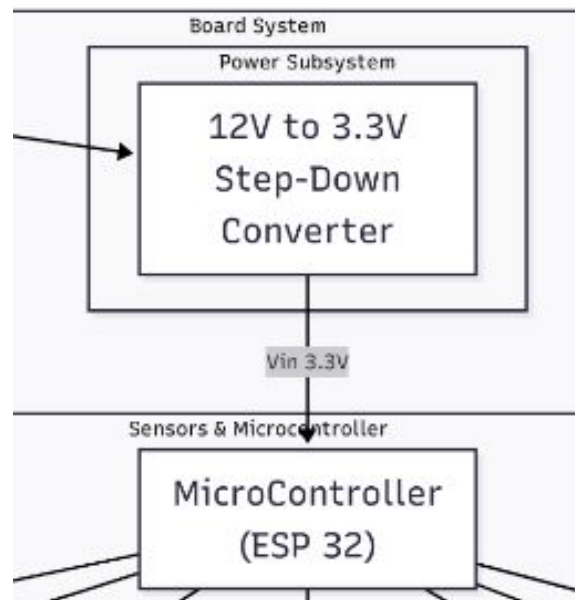 Board System
Power Subsystem
12V to 3.3V
Step-Down
Converter
Vin 3.3V
Sensors & Microcontroller
MicroController
(ESP 32)